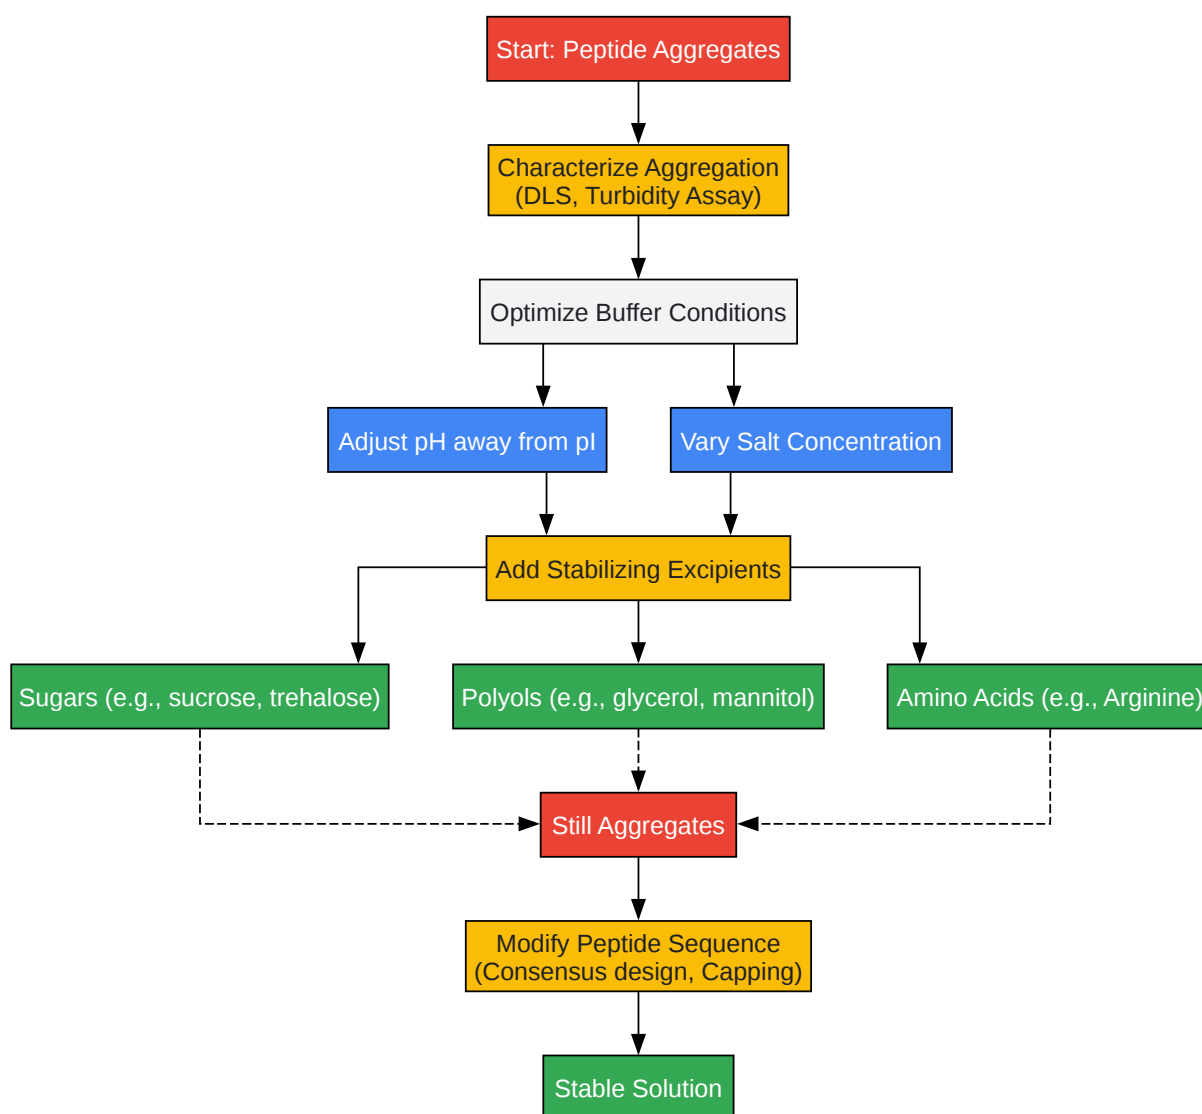 Start: Peptide Aggregates
Characterize Aggregation
(DLS, Turbidity Assay)
Optimize Buffer Conditions
Adjust pH away from pI
Vary Salt Concentration
Add Stabilizing Excipients
Sugars (e.g., sucrose, trehalose)
Polyols (e.g., glycerol, mannitol)
Amino Acids (e.g., Arginine)
Still Aggregates
Modify Peptide Sequence
(Consensus design, Capping)
Stable Solution